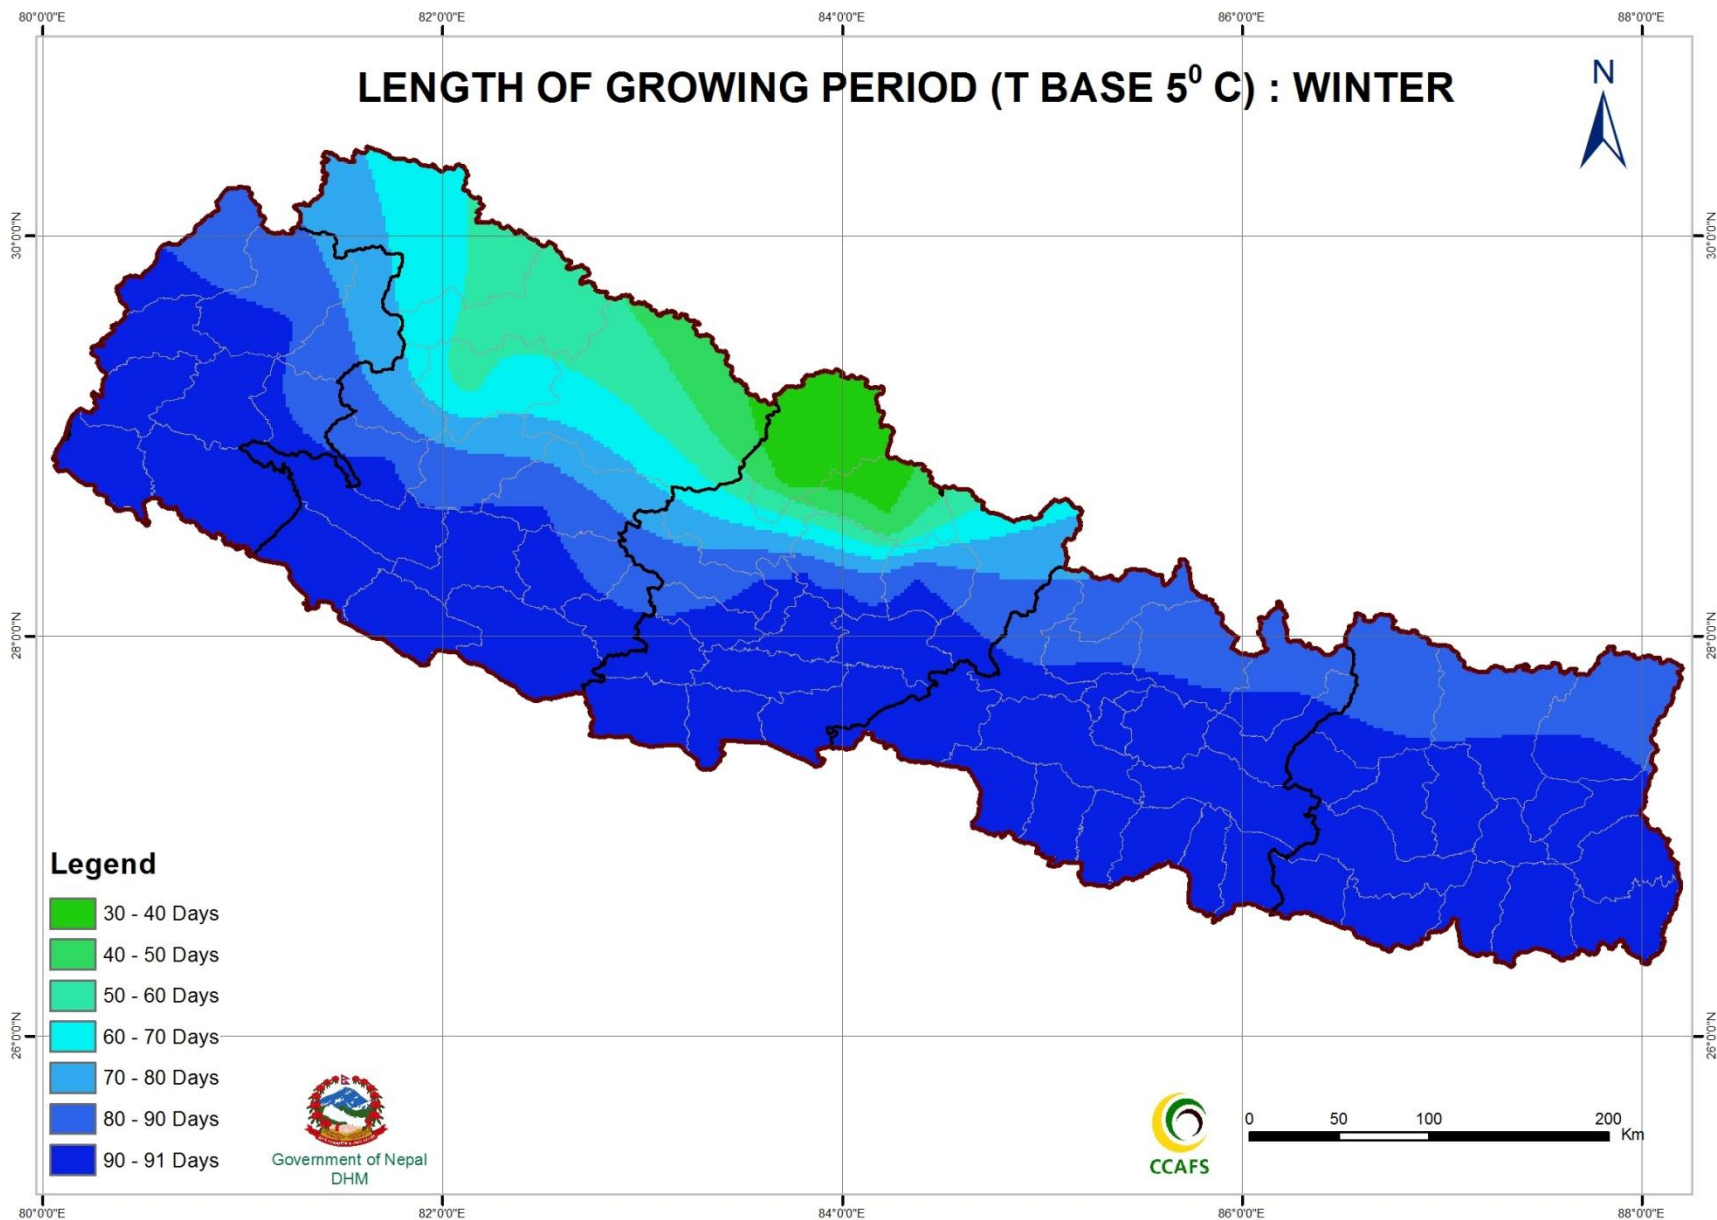 80°0'0"E 82°0'0"E 84°0'0"E 86°0'0"E 88°0'0"E
LENGTH OF GROWING PERIOD (T BASE 5⁰ C) : WINTER
N
30°0'0"N 30°0'0"N
28°0'0"N 28°0'0"N
26°0'0"N 26°0'0"N
Legend
30 - 40 Days
40 - 50 Days
50 - 60 Days
60 - 70 Days
70 - 80 Days
80 - 90 Days
90 - 91 Days
Government of Nepal
DHM
CCAFS
0 50 100 200
Km
80°0'0"E 82°0'0"E 84°0'0"E 86°0'0"E 88°0'0"E